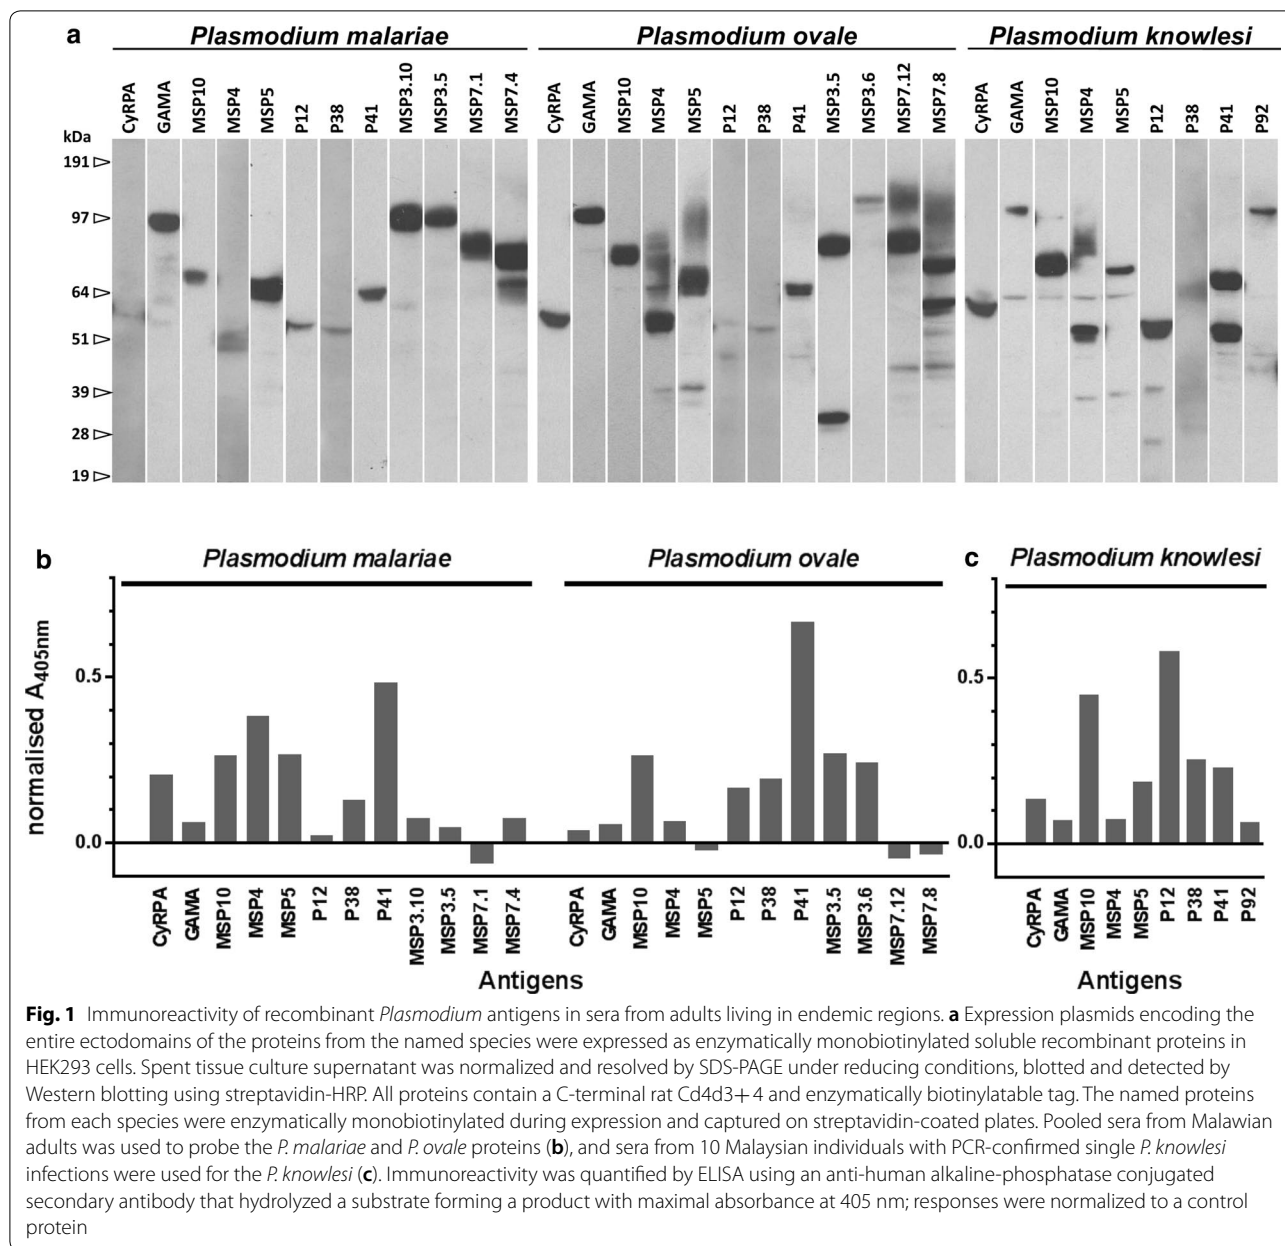 a
Plasmodium malariae Plasmodium ovale Plasmodium knowlesi
CyRPA GAMA MSP10 MSP4 MSP5 P12 P38 P41 MSP3.10 MSP3.5 MSP7.1 MSP7.4 CyRPA GAMA MSP10 MSP4 MSP5 P12 P38 P41 MSP3.5 MSP3.6 MSP7.12 MSP7.8 CyRPA GAMA MSP10 MSP4 MSP5 P12 P38 P41 P92
kDa
191
97
64
51
39
28
19
b
Plasmodium malariae Plasmodium ovale
normalised A405nm
0.5
0.0
CyRPA GAMA MSP10 MSP4 MSP5 P12 P38 P41 MSP3.10 MSP3.5 MSP7.1 MSP7.4 CyRPA GAMA MSP10 MSP4 MSP5 P12 P38 P41 MSP3.5 MSP3.6 MSP7.12 MSP7.8
Antigens
c
Plasmodium knowlesi
0.5
0.0
CyRPA GAMA MSP10 MSP4 MSP5 P12 P38 P41 P92
Antigens
Fig. 1 Immunoreactivity of recombinant Plasmodium antigens in sera from adults living in endemic regions. a Expression plasmids encoding the
entire ectodomains of the proteins from the named species were expressed as enzymatically monobiotinylated soluble recombinant proteins in
HEK293 cells. Spent tissue culture supernatant was normalized and resolved by SDS-PAGE under reducing conditions, blotted and detected by
Western blotting using streptavidin-HRP. All proteins contain a C-terminal rat Cd4d3+4 and enzymatically biotinylatable tag. The named proteins
from each species were enzymatically monobiotinylated during expression and captured on streptavidin-coated plates. Pooled sera from Malawian
adults was used to probe the P. malariae and P. ovale proteins (b), and sera from 10 Malaysian individuals with PCR-confirmed single P. knowlesi
infections were used for the P. knowlesi (c). Immunoreactivity was quantified by ELISA using an anti-human alkaline-phosphatase conjugated
secondary antibody that hydrolyzed a substrate forming a product with maximal absorbance at 405 nm; responses were normalized to a control
protein